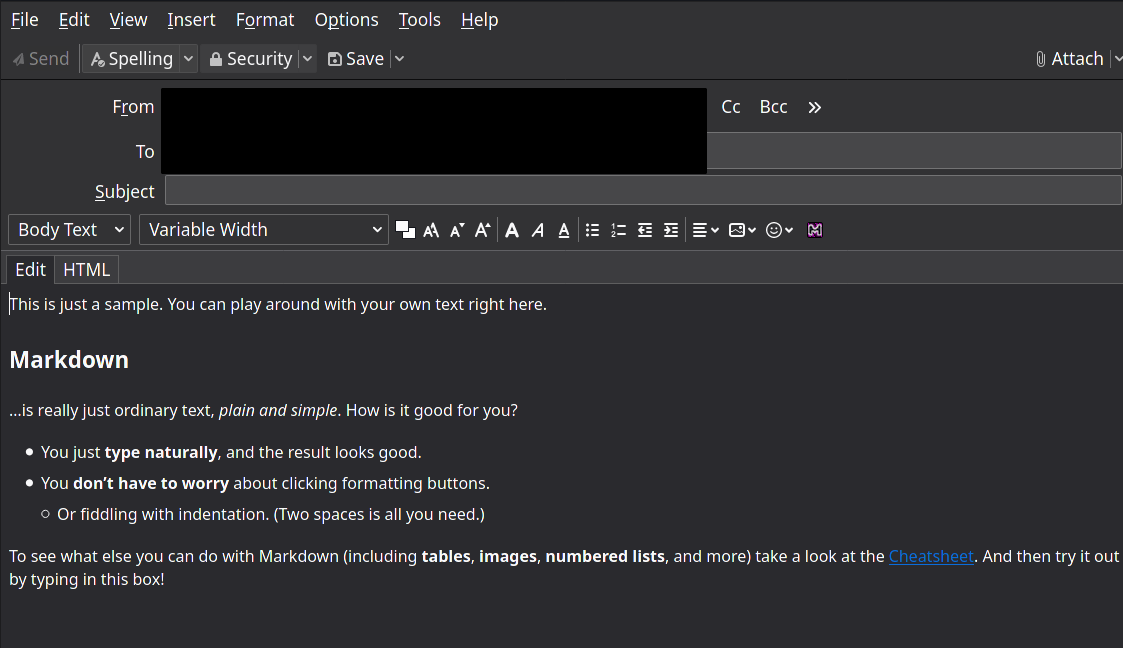 File Edit View Insert Format Options Tools Help
Send Spelling Security Save Attach
From Cc Bcc »
To
Subject
Body Text Variable Width
Edit HTML
This is just a sample. You can play around with your own text right here.
Markdown
…is really just ordinary text, plain and simple. How is it good for you?
• You just type naturally, and the result looks good.
• You don’t have to worry about clicking formatting buttons.
◦ Or fiddling with indentation. (Two spaces is all you need.)
To see what else you can do with Markdown (including tables, images, numbered lists, and more) take a look at the Cheatsheet. And then try it out
by typing in this box!